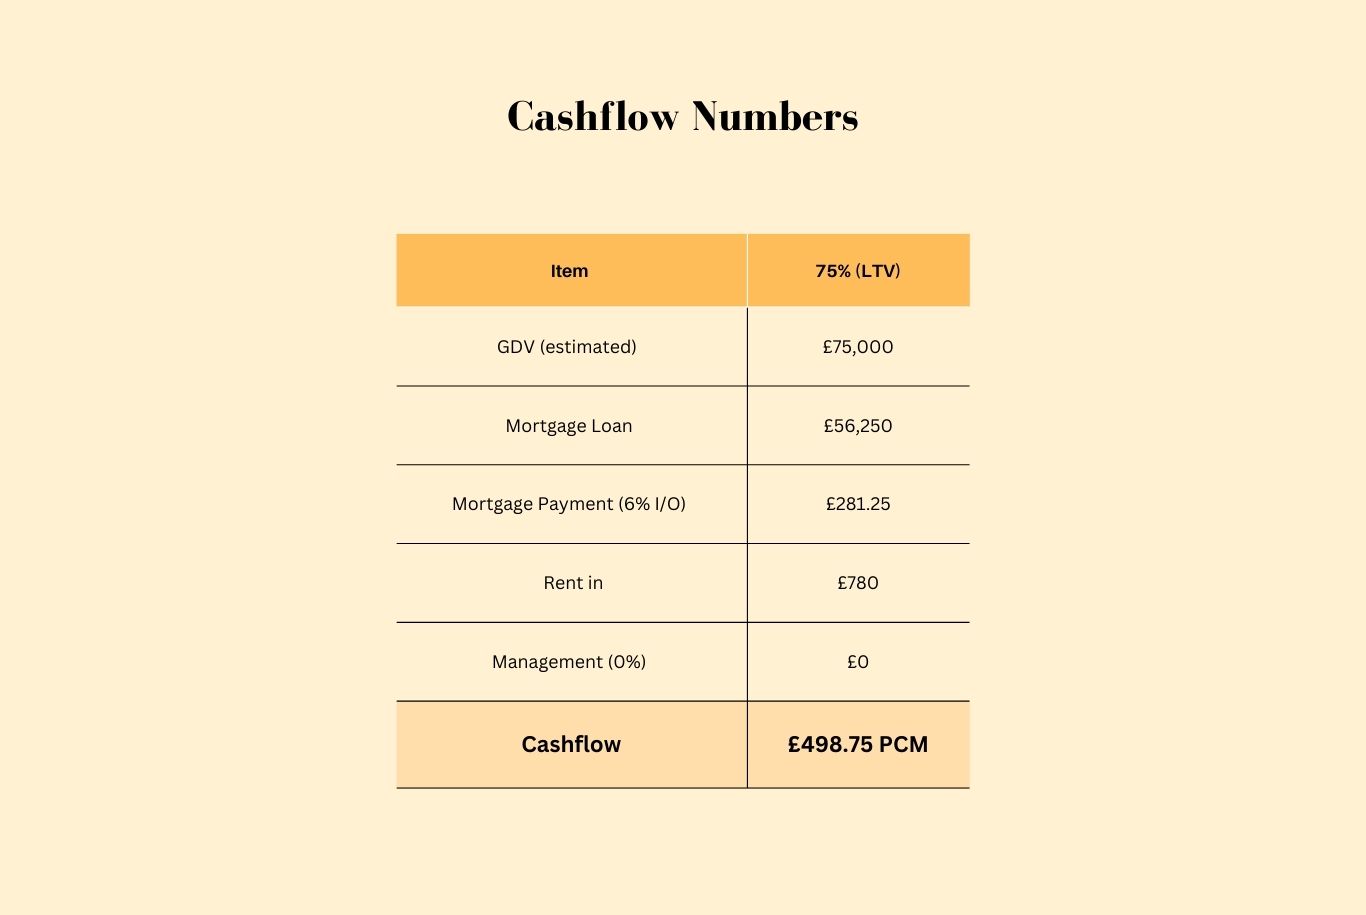 Cashflow Numbers
Item
75% (LTV)
GDV (estimated)
£75,000
Mortgage Loan
£56,250
Mortgage Payment (6% I/O)
£281.25
Rent in
£780
Management (0%)
£0
Cashflow
£498.75 PCM